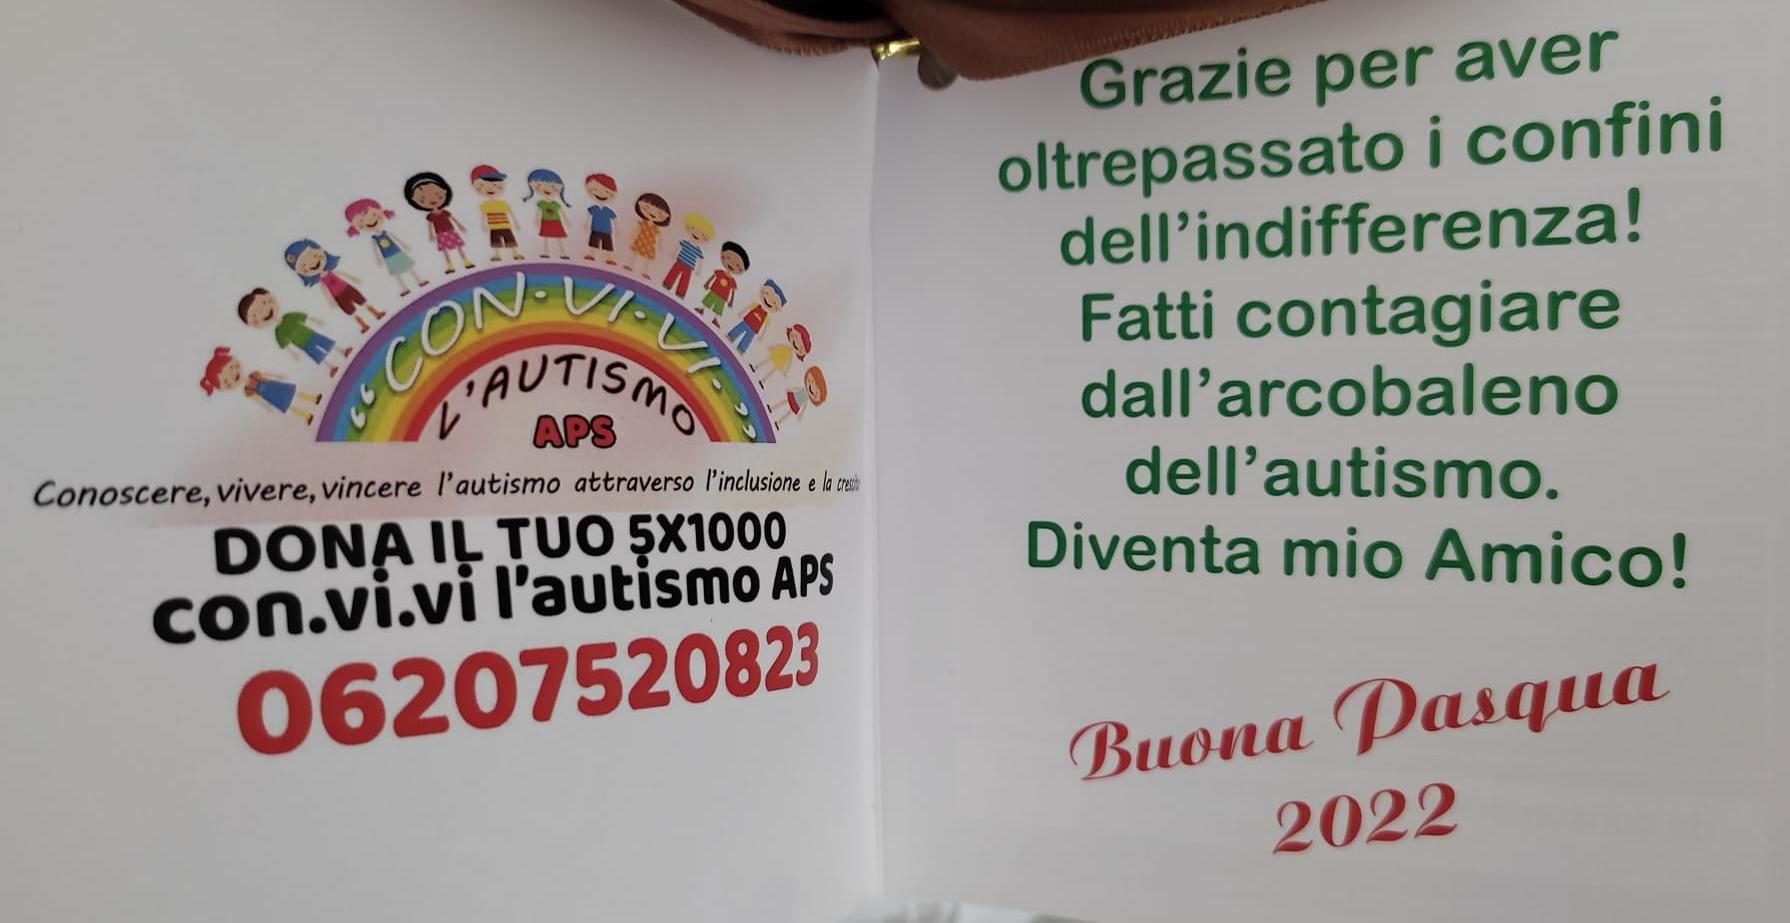 "CON.VI.VI."
L'AUTISMO
APS
Conoscere, vivere, vincere l'autismo attraverso l'inclusione e la
DONA IL TUO 5X1000
con.vi.vi l'autismo APS
06207520823
Grazie per aver
oltrepassato i confini
dell'indifferenza!
Fatti contagiare
dall'arcobaleno
dell'autismo.
Diventa mio Amico!
Buona Pasqua
2022